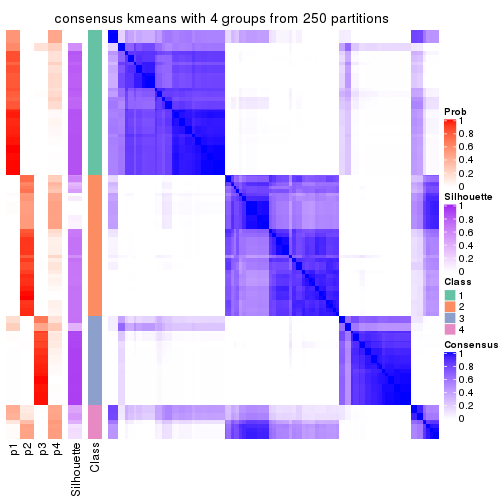 consensus kmeans with 4 groups from 250 partitions
Prob
1
0.8
0.6
0.4
0.2
0
Silhouette
1
0.8
0.6
0.4
0.2
0
Class
1
2
3
4
Consensus
1
0.8
0.6
0.4
0.2
0
p1
p2
p3
p4
Silhouette
Class